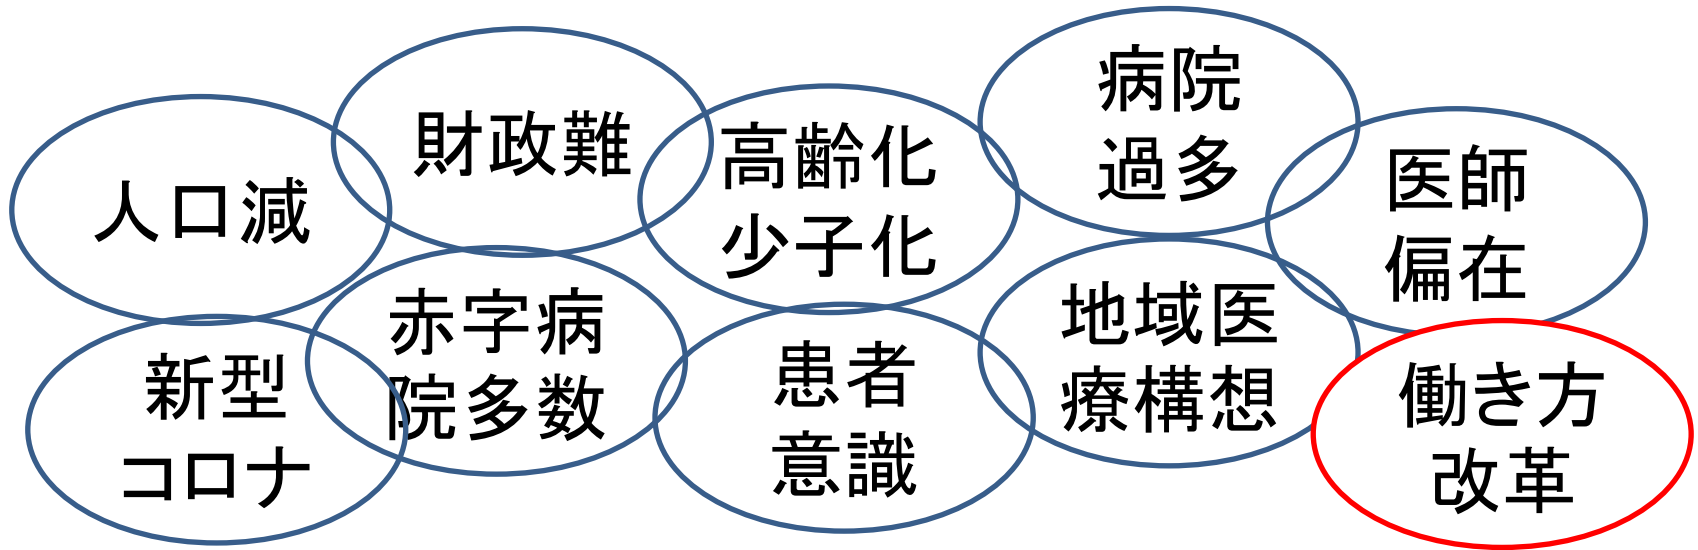 人口減
財政難
高齢化
少子化
病院
過多
医師
偏在
新型
コロナ
赤字病
院多数
患者
意識
地域医
療構想
働き方
改革